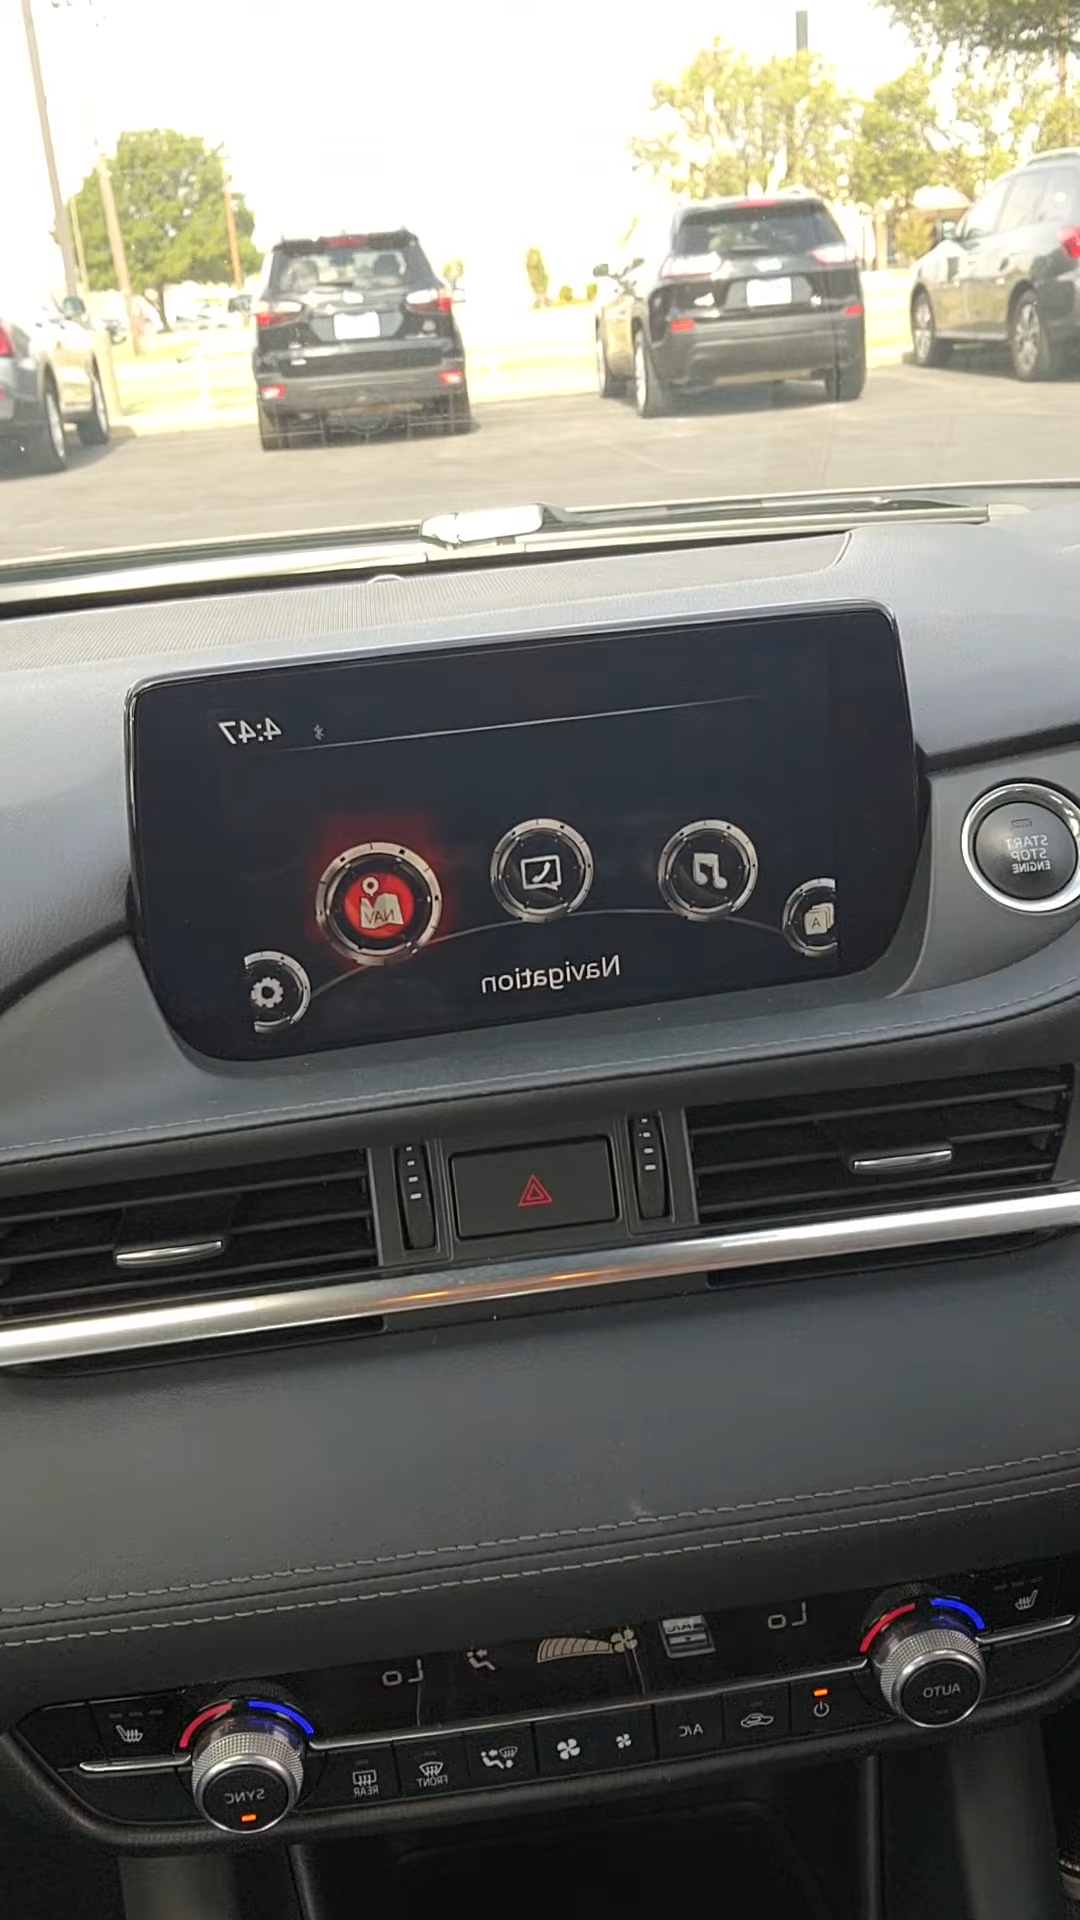 4:47
NAV
A
Navigation
START
STOP
ENGINE
Lo
Lo
A/C
AUTO
SYNC
REAR
FRONT
A/C